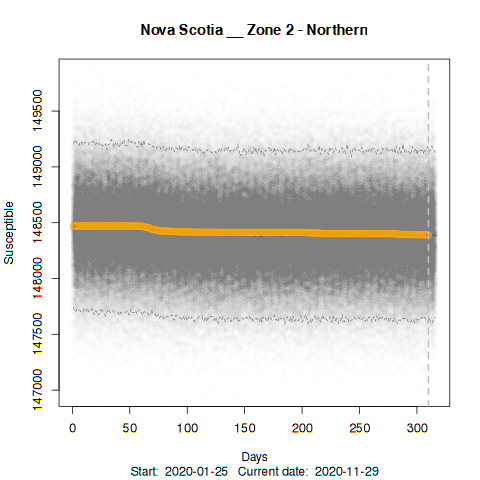 Nova Scotia __ Zone 2 - Northern
Susceptible
149500
149000
148500
148000
147500
147000
0 50 100 150 200 250 300
Days
Start: 2020-01-25 Current date: 2020-11-29